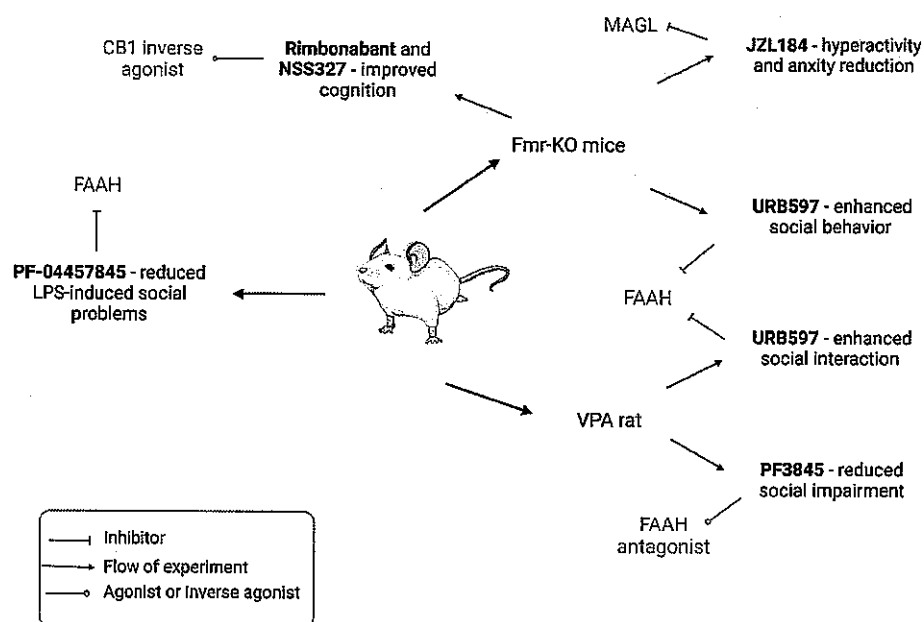 CB1 inverse
agonist
Rimbonabant and
NSS327 - improved
cognition
MAGL
JZL184 - hyperactivity
and anxity reduction
Fmr-KO mice
FAAH
PF-04457845 - reduced
LPS-induced social
problems
URB597 - enhanced
social behavior
FAAH
URB597 - enhanced
social interaction
VPA rat
PF3845 - reduced
social impairment
FAAH
antagonist
Inhibitor
Flow of experiment
Agonist or inverse agonist